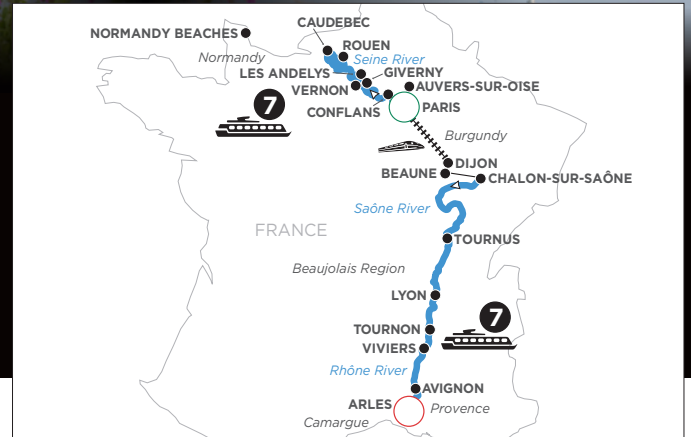 CAUDEBEC
NORMANDY BEACHES
ROUEN
Normandy
Seine River
LES ANDELYS
GIVERNY
VERNON
AUVERS-SUR-OISE
CONFLANS
PARIS
7
Burgundy
DIJON
BEAUNE
CHALON-SUR-SAÔNE
Saône River
FRANCE
TOURNUS
Beaujolais Region
LYON
7
TOURNON
VIVIERS
Rhône River
AVIGNON
ARLES
Provence
Camargue